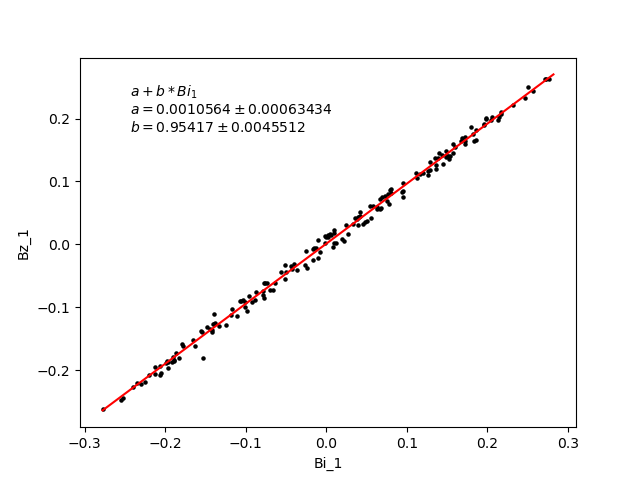 a + b * Bi₁
a = 0.0010564 ± 0.00063434
b = 0.95417 ± 0.0045512
Bz_1
0.2
0.1
0.0
−0.1
−0.2
−0.3 −0.2 −0.1 0.0 0.1 0.2 0.3
Bi_1